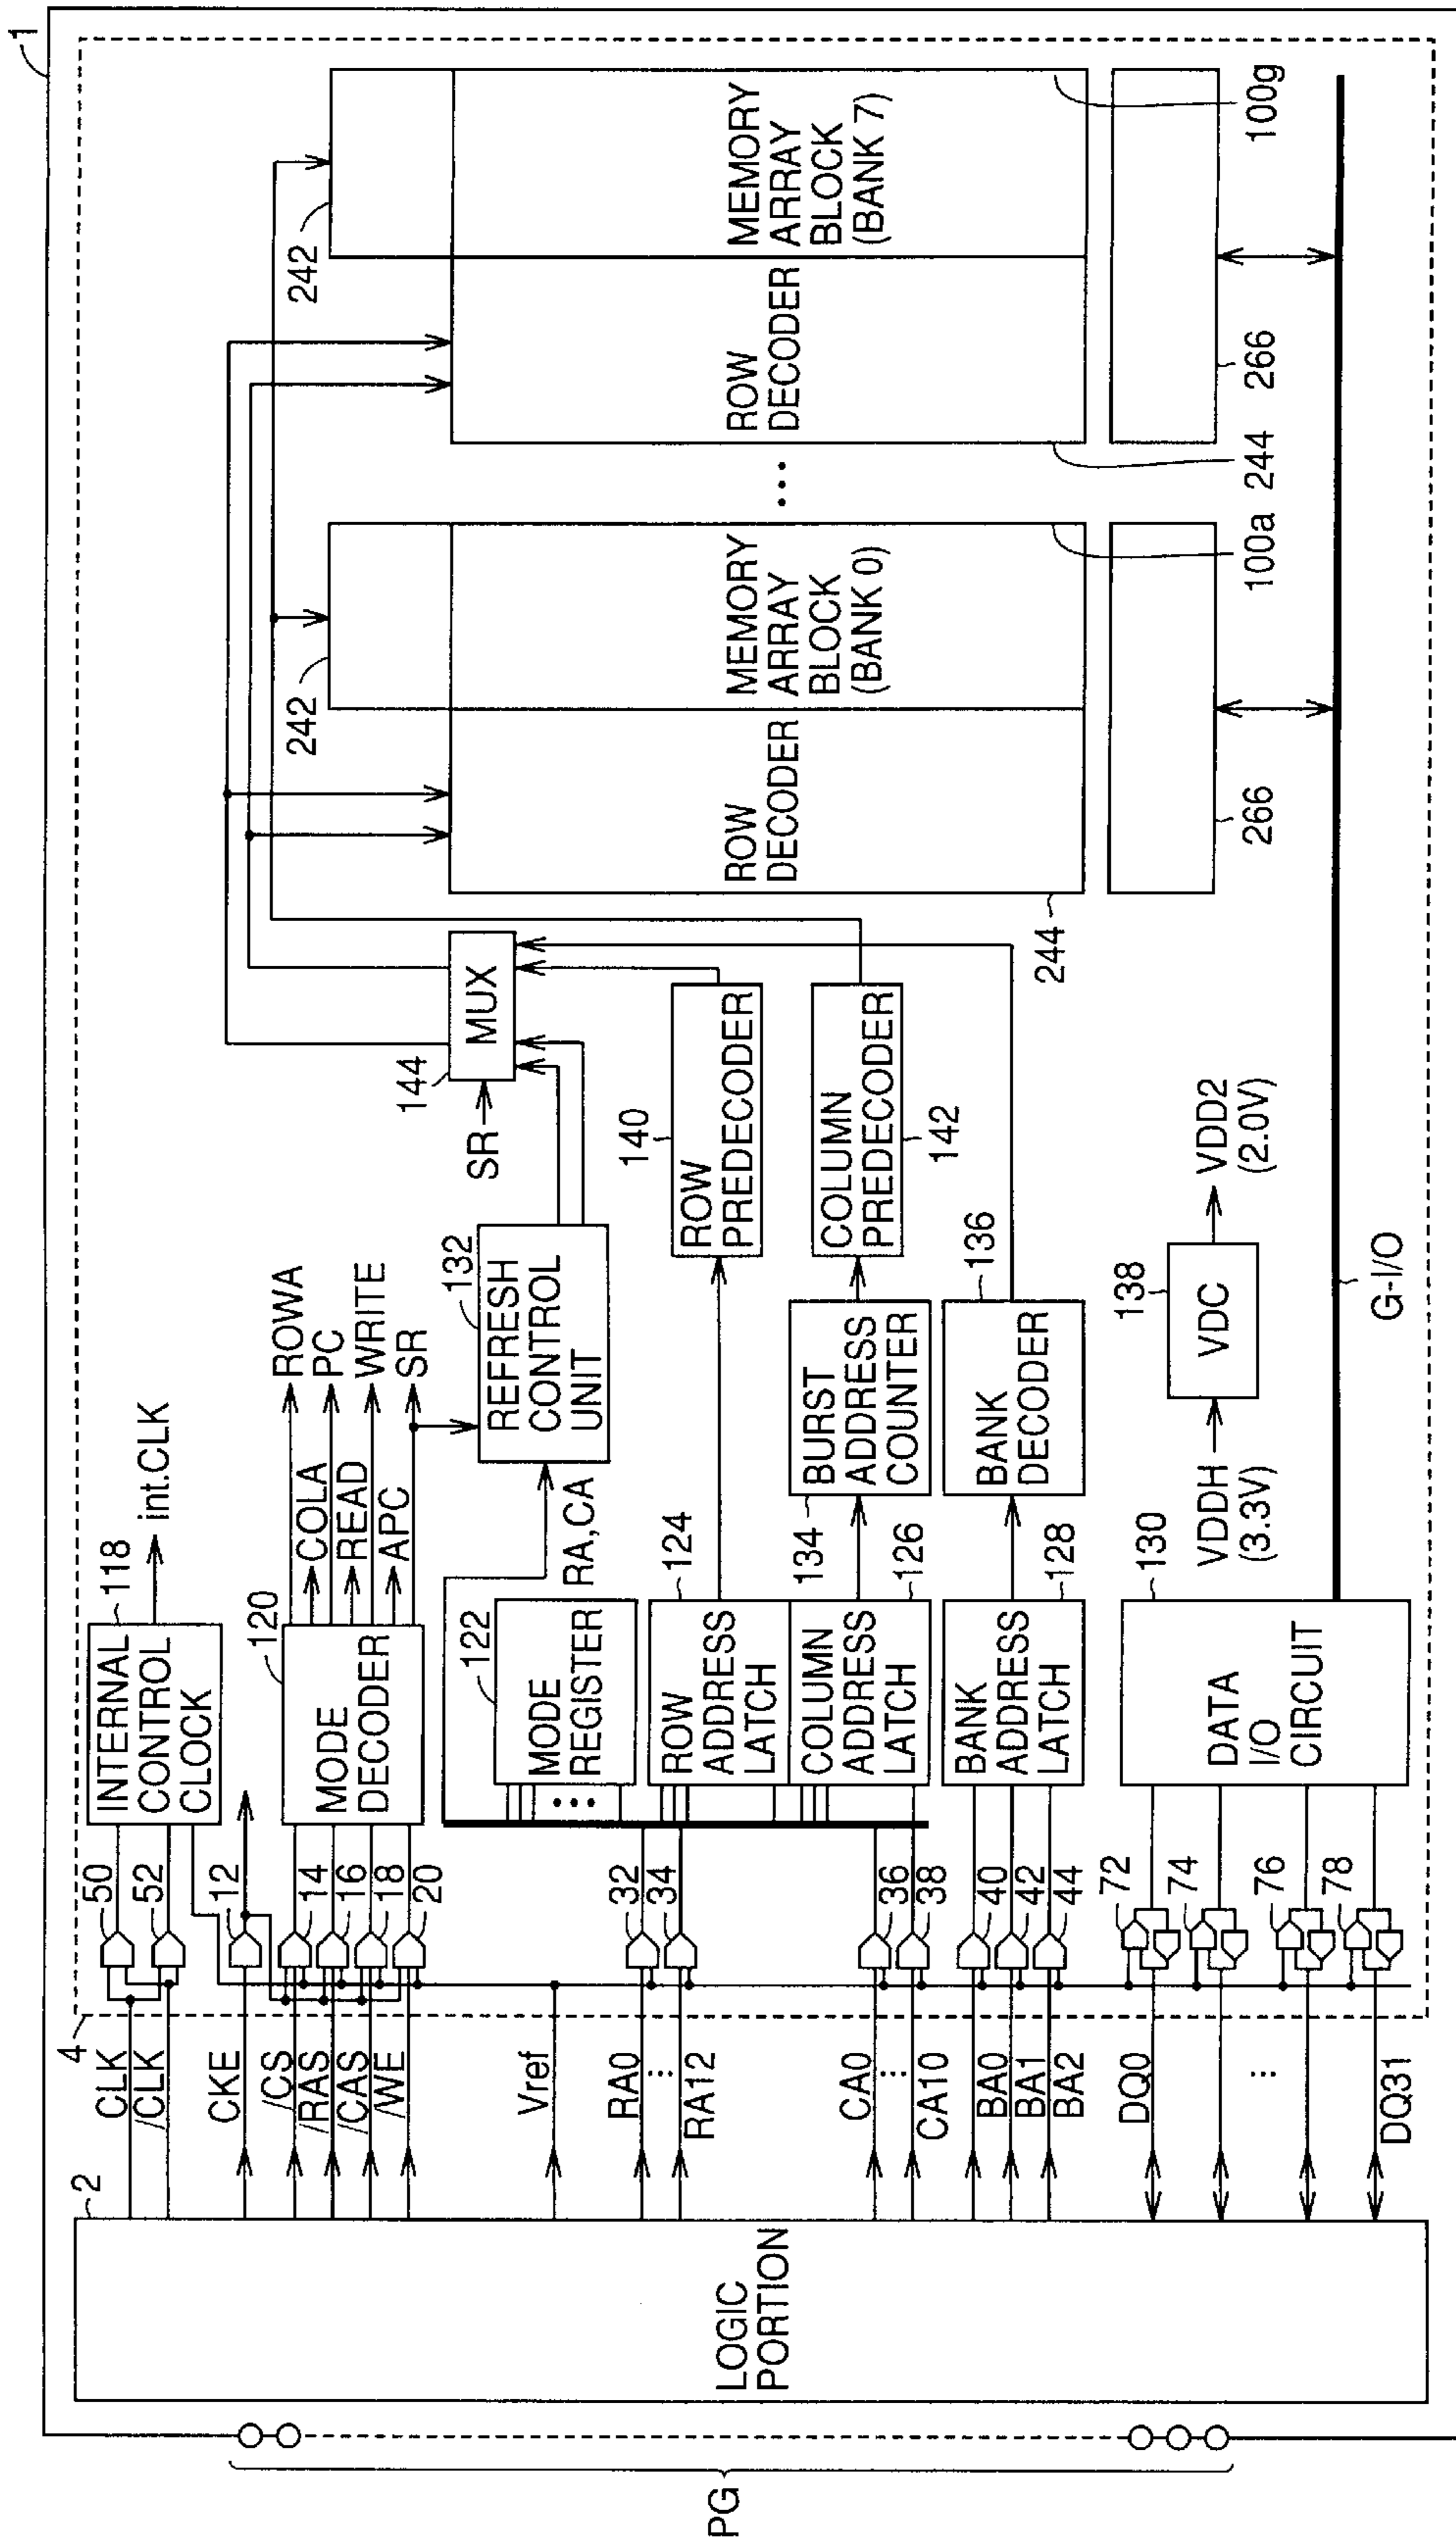 1
4
2
PG
LOGIC
PORTION
CLK
/CLK
CKE
/CS
/RAS
/CAS
/WE
Vref
RA0
...
RA12
CA0
...
CA10
BA0
BA1
BA2
DQ0
...
DQ31
50
52
12
14
16
18
20
32
34
36
38
40
42
44
72
74
76
78
INTERNAL
CONTROL
CLOCK
118
int.CLK
MODE
DECODER
120
ROWA
COLA
PC
READ
WRITE
APC
SR
MODE
REGISTER
122
...
RA,CA
REFRESH
CONTROL
UNIT
132
ROW
ADDRESS
LATCH
124
COLUMN
ADDRESS
LATCH
126
BANK
ADDRESS
LATCH
128
DATA
I/O
CIRCUIT
130
BURST
ADDRESS
COUNTER
134
BANK
DECODER
136
VDDH
(3.3V)
VDC
138
VDD2
(2.0V)
G-I/O
SR
MUX
144
ROW
PREDECODER
140
COLUMN
PREDECODER
142
ROW
DECODER
244
MEMORY
ARRAY
BLOCK
(BANK 0)
242
100a
266
...
ROW
DECODER
244
MEMORY
ARRAY
BLOCK
(BANK 7)
242
100g
266